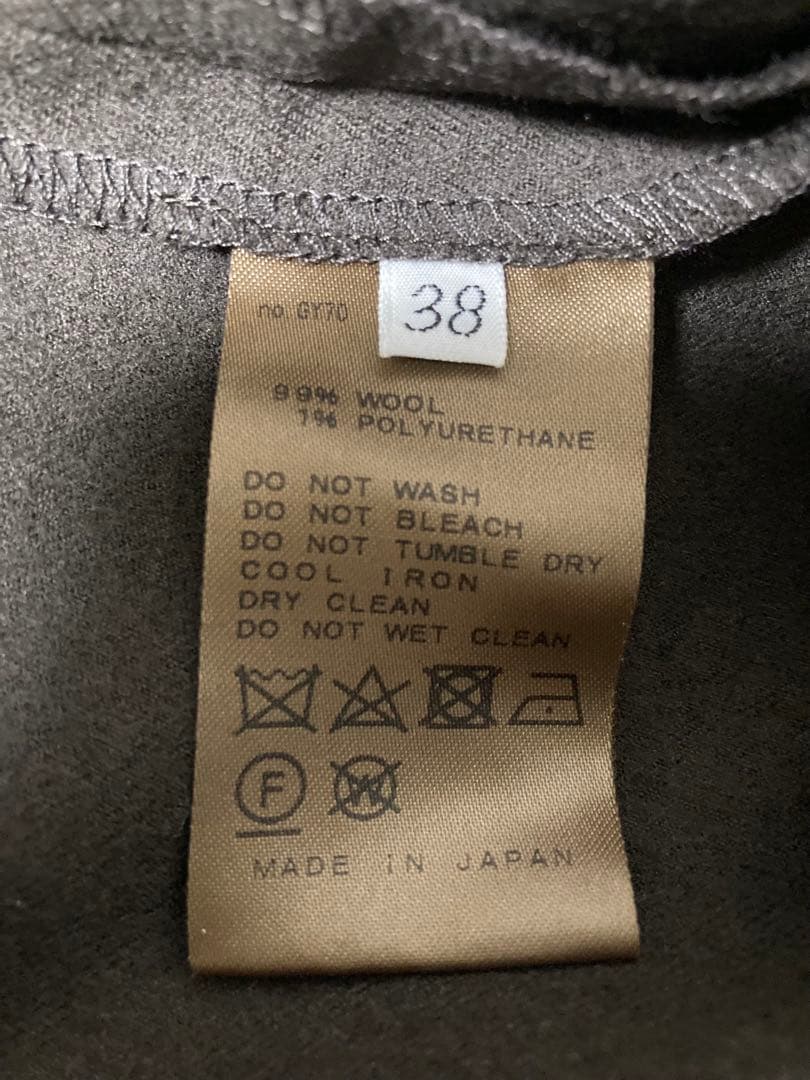 no GY70
38
99% WOOL
1% POLYURETHANE
DO NOT WASH
DO NOT BLEACH
DO NOT TUMBLE DRY
COOL IRON
DRY CLEAN
DO NOT WET CLEAN
F
W
MADE IN JAPAN